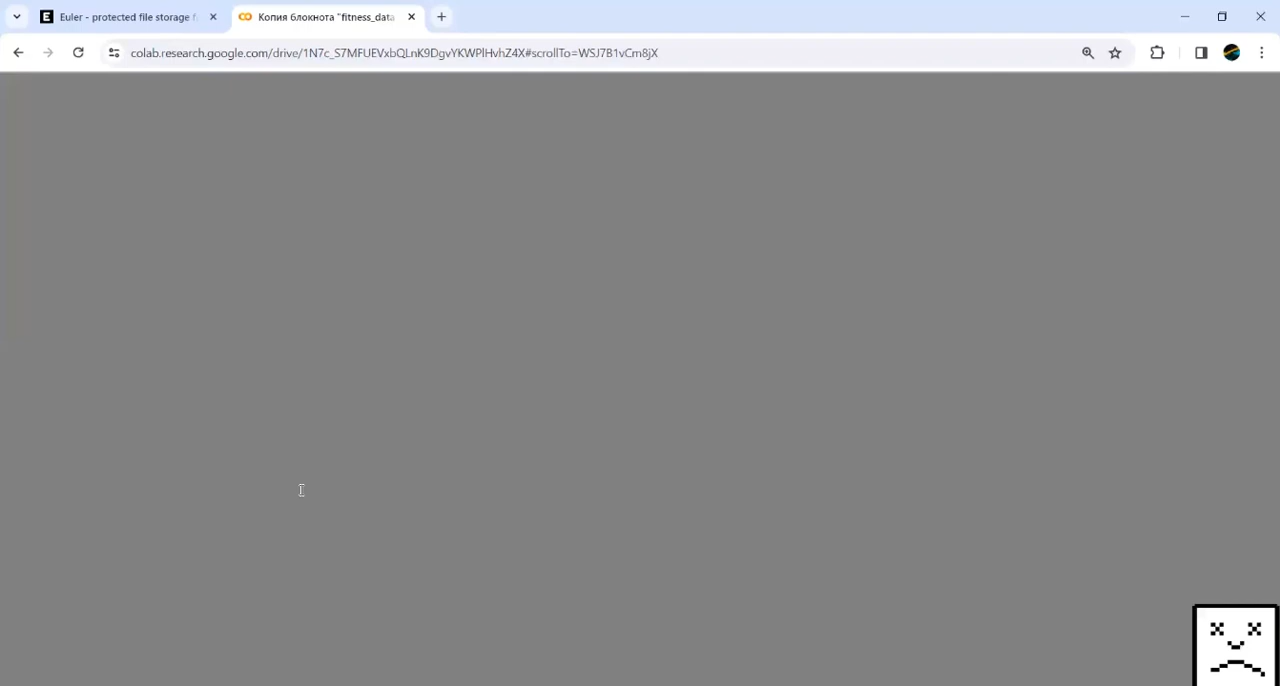 Euler - protected file storage f
Копия блокнота "fitness_data
colab.research.google.com/drive/1N7c_S7MFUEVxbQLnK9DgvYKWPlHvhZ4X#scrollTo=WSJ7B1vCm8jX